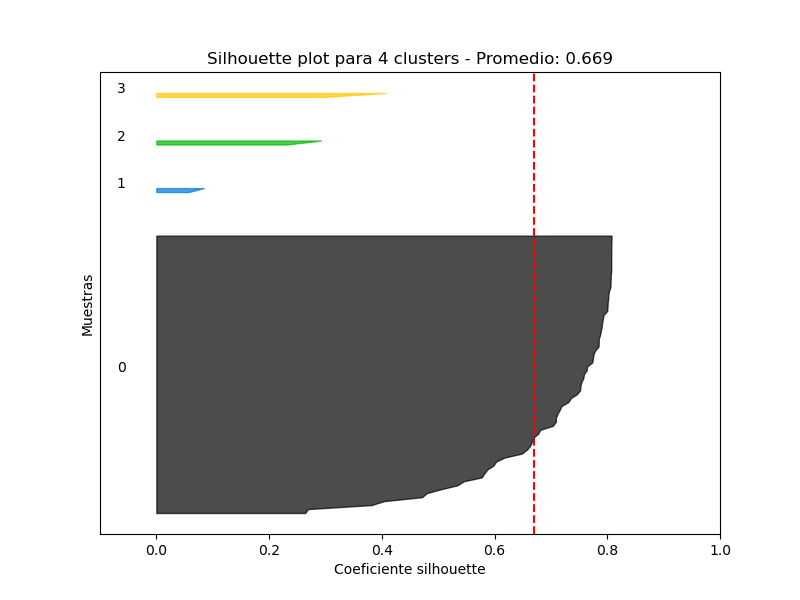 Silhouette plot para 4 clusters - Promedio: 0.669
3
2
1
0
Muestras
0.0 0.2 0.4 0.6 0.8 1.0
Coeficiente silhouette